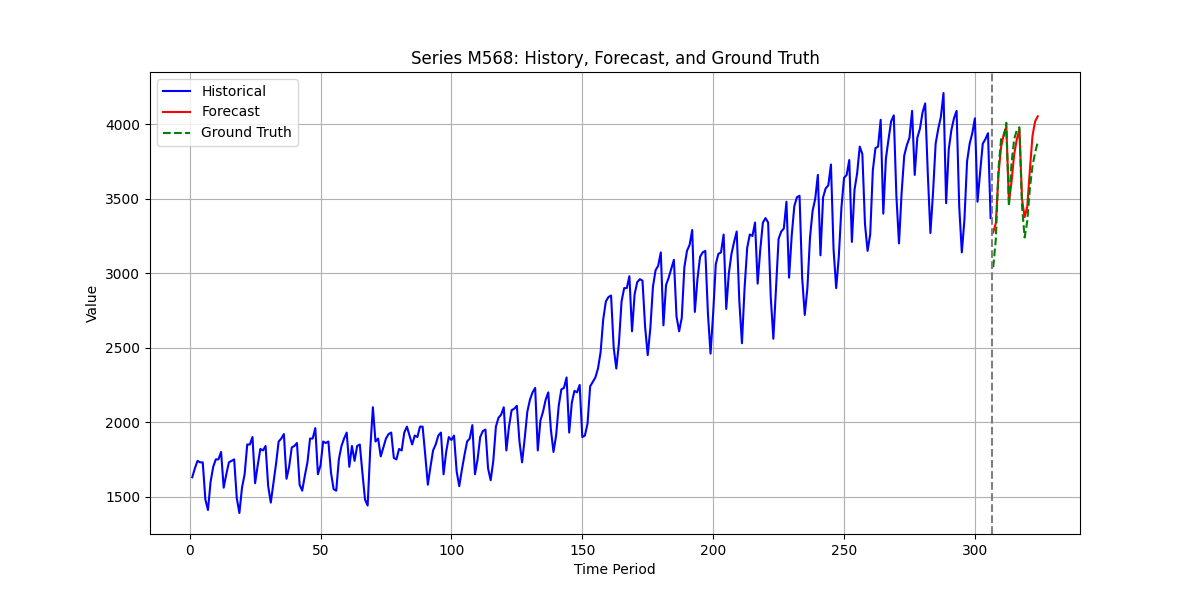 Series M568: History, Forecast, and Ground Truth
Historical
Forecast
Ground Truth
4000
3500
3000
2500
2000
1500
Value
0 50 100 150 200 250 300
Time Period